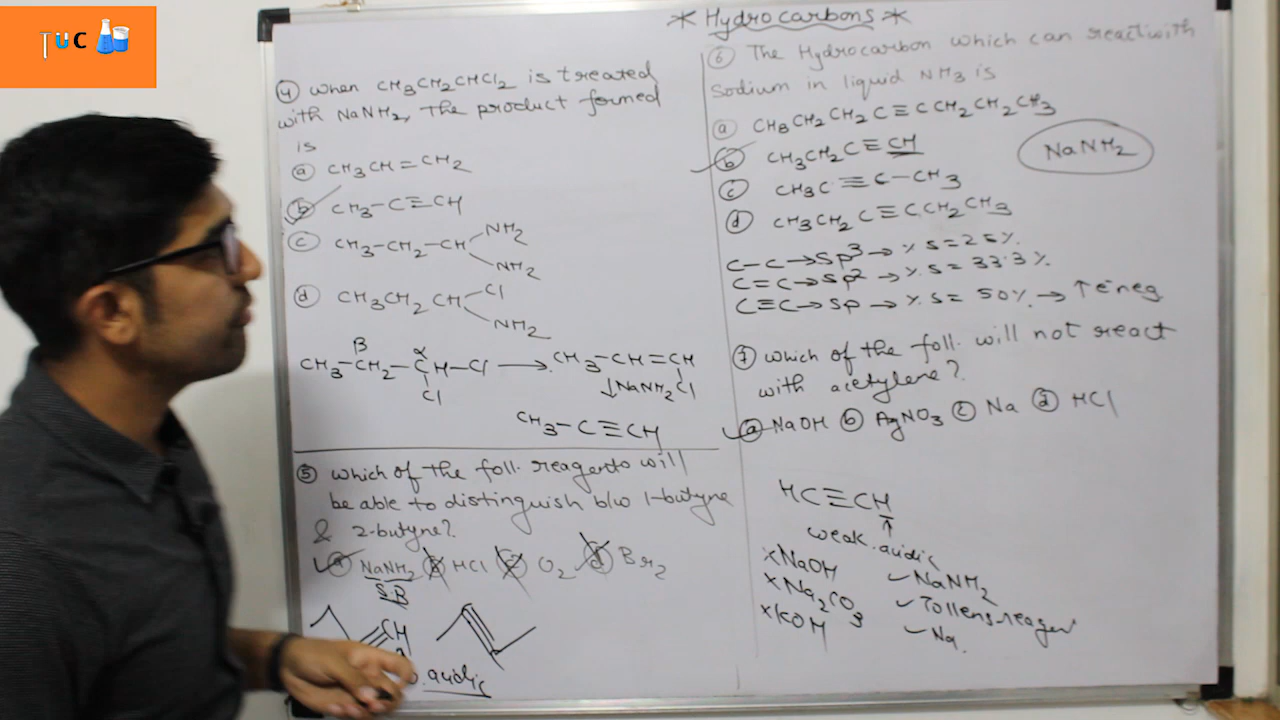 TUC
* Hydrocarbons *
④ When CH3CH2CHCl2 is treated
with NaNH2, The product formed
is
ⓐ CH3CH=CH2
ⓑ CH3-C≡CH
ⓒ CH3-CH2-CH
NH2
NH2
ⓓ CH3CH2CH
Cl
NH2
β α
CH3-CH2-CH-Cl → CH3-CH=CH
Cl
↓NaNH2 Cl
CH3-C≡CH
⑤ Which of the foll. reagents will
be able to distinguish b/w 1-butyne
& 2-butyne?
ⓐ NaNH2 ⓑ HCl ⓒ O2 ⓓ Br2
SB
CH
acidic
⑥ The Hydrocarbon which can react with
Sodium in liquid NH3 is
ⓐ CH3CH2CH2C≡CCH2CH2CH3
ⓑ CH3CH2C≡CH
NaNH2
ⓒ CH3C≡C-CH3
ⓓ CH3CH2C≡CCH2CH3
C-C→Sp3→%S=25%.
C=C→Sp2→%S=33.3%.
C≡C→Sp→%S=50%→↑e neg
⑦ Which of the foll. will not react
with acetylene?
ⓐ NaOH ⓑ AgNO3 ⓒ Na ⓓ HCl
HC≡CH
↑
weak acidic
×NaOH ✓NaNH2
×Na2CO3 ✓Tollens reagen
×KOH ✓Na